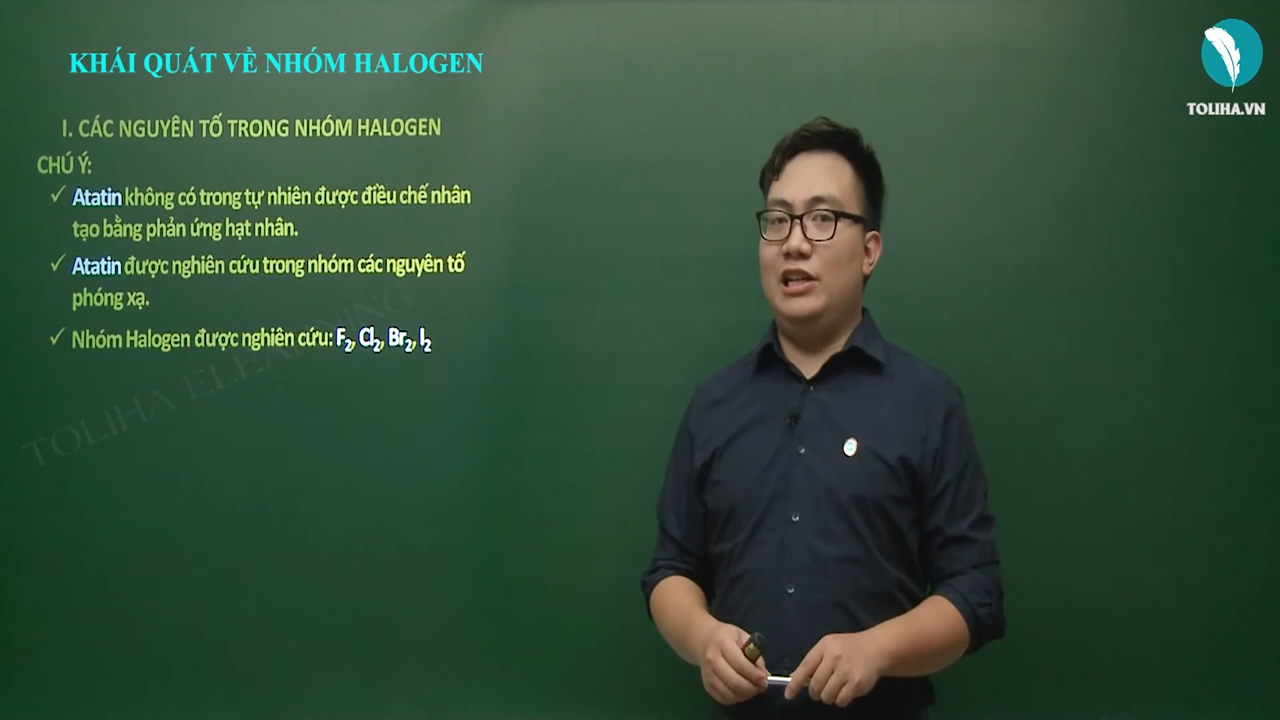 KHÁI QUÁT VỀ NHÓM HALOGEN
TOLIHA.VN
I. CÁC NGUYÊN TỐ TRONG NHÓM HALOGEN
CHÚ Ý:
✓ Atatin không có trong tự nhiên được điều chế nhân
tạo bằng phản ứng hạt nhân.
✓ Atatin được nghiên cứu trong nhóm các nguyên tố
phóng xạ.
✓ Nhóm Halogen được nghiên cứu: F₂, Cl₂, Br₂, I₂
TOLIHA ELEARNING